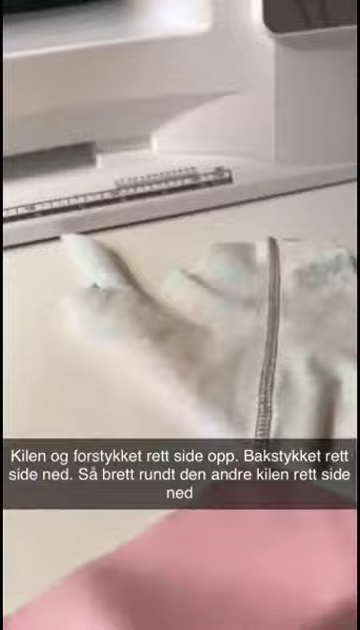 Kilen og forstykket rett side opp. Bakstykket rett
side ned. Så brett rundt den andre kilen rett side
ned